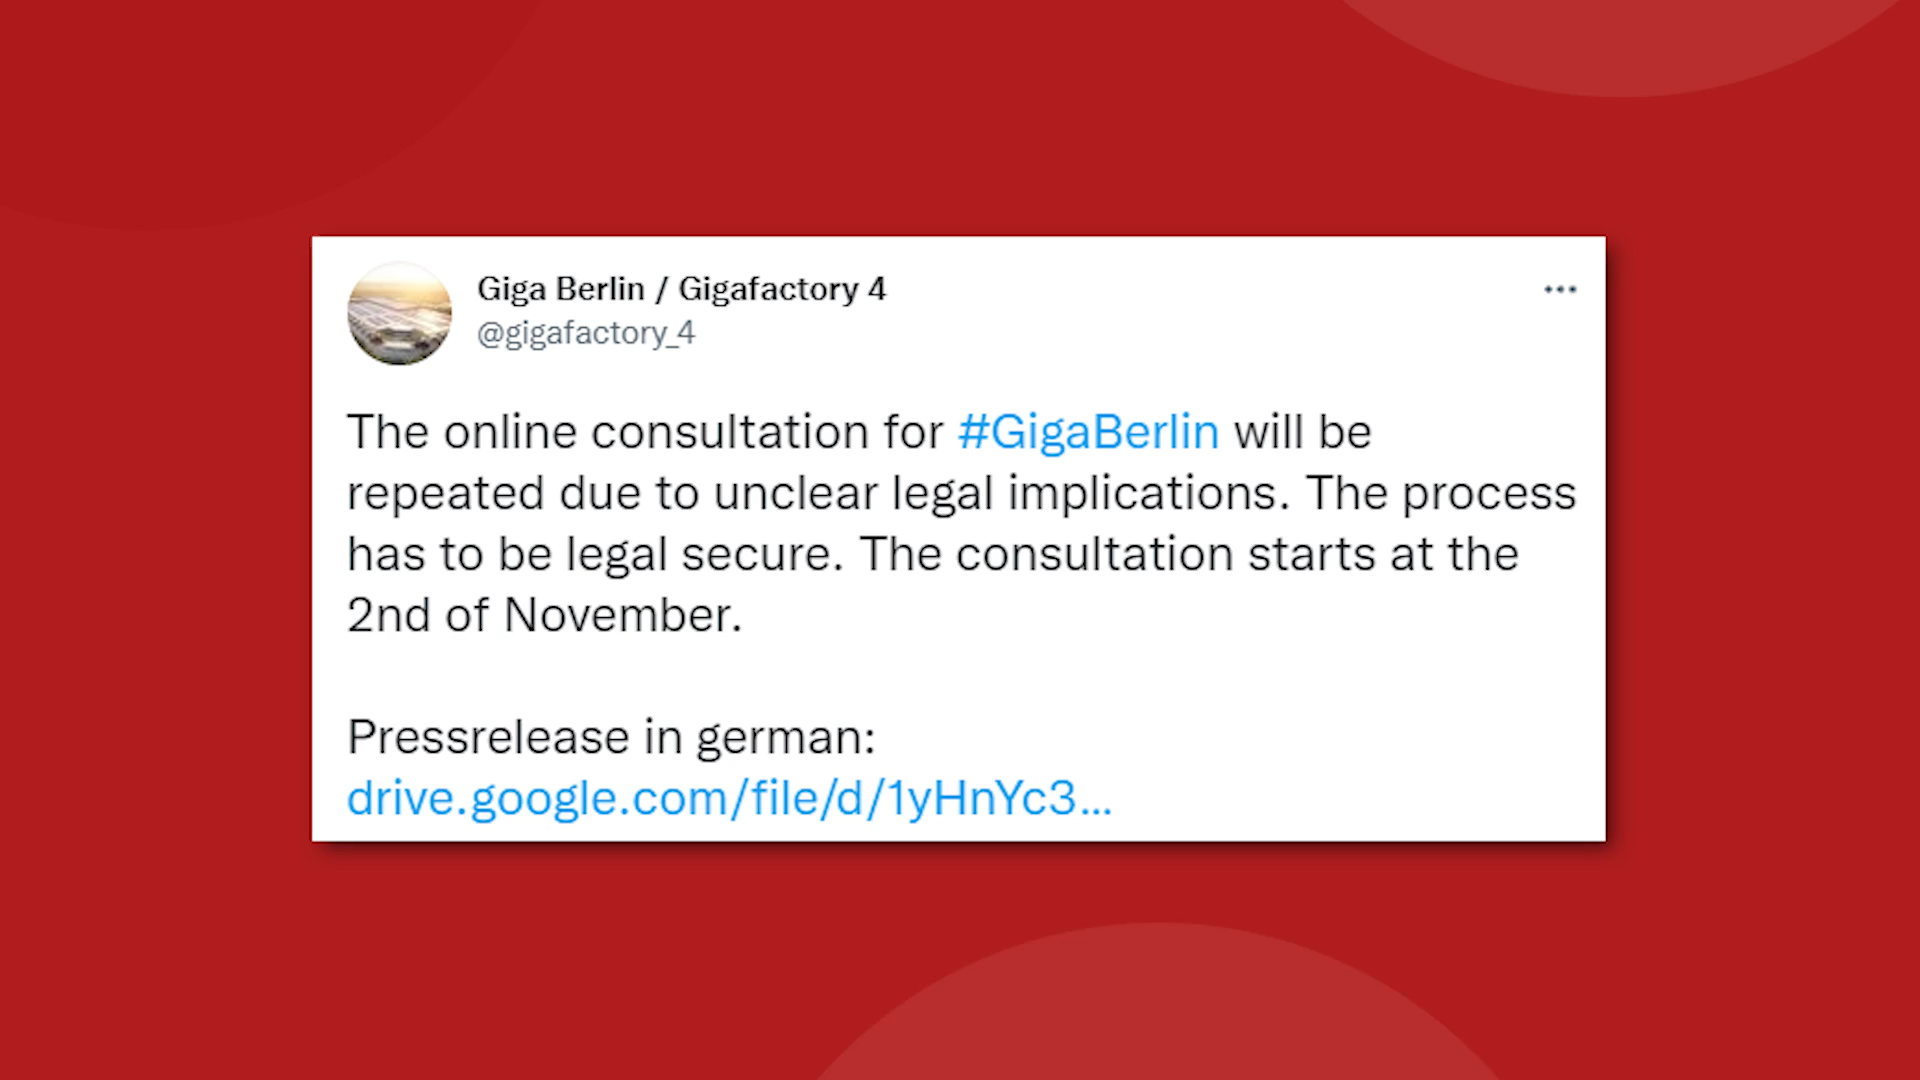 Giga Berlin / Gigafactory 4
@gigafactory_4
The online consultation for #GigaBerlin will be
repeated due to unclear legal implications. The process
has to be legal secure. The consultation starts at the
2nd of November.
Pressrelease in german:
drive.google.com/file/d/1yHnYc3...